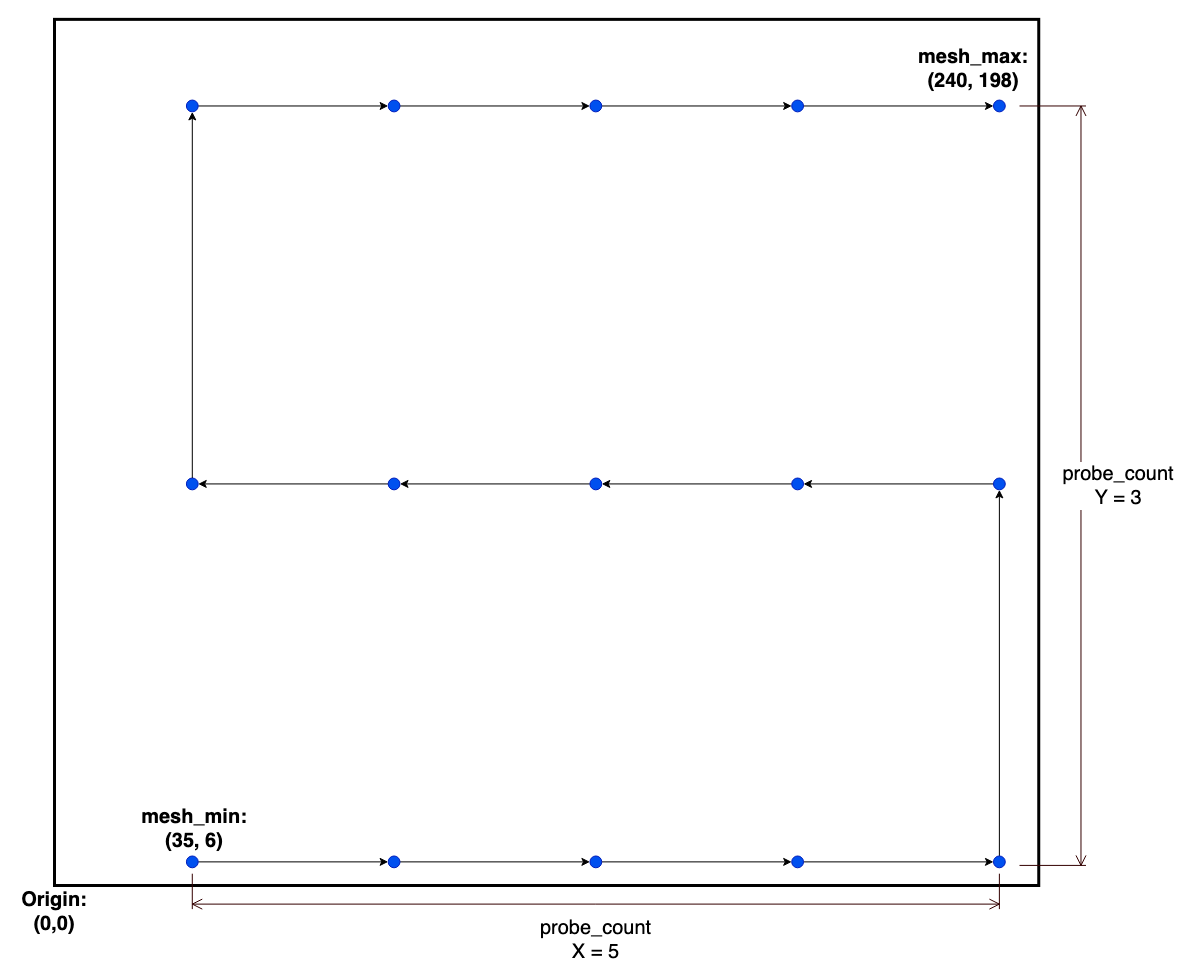 mesh_max:
(240, 198)
probe_count
Y = 3
mesh_min:
(35, 6)
Origin:
(0,0)
probe_count
X = 5